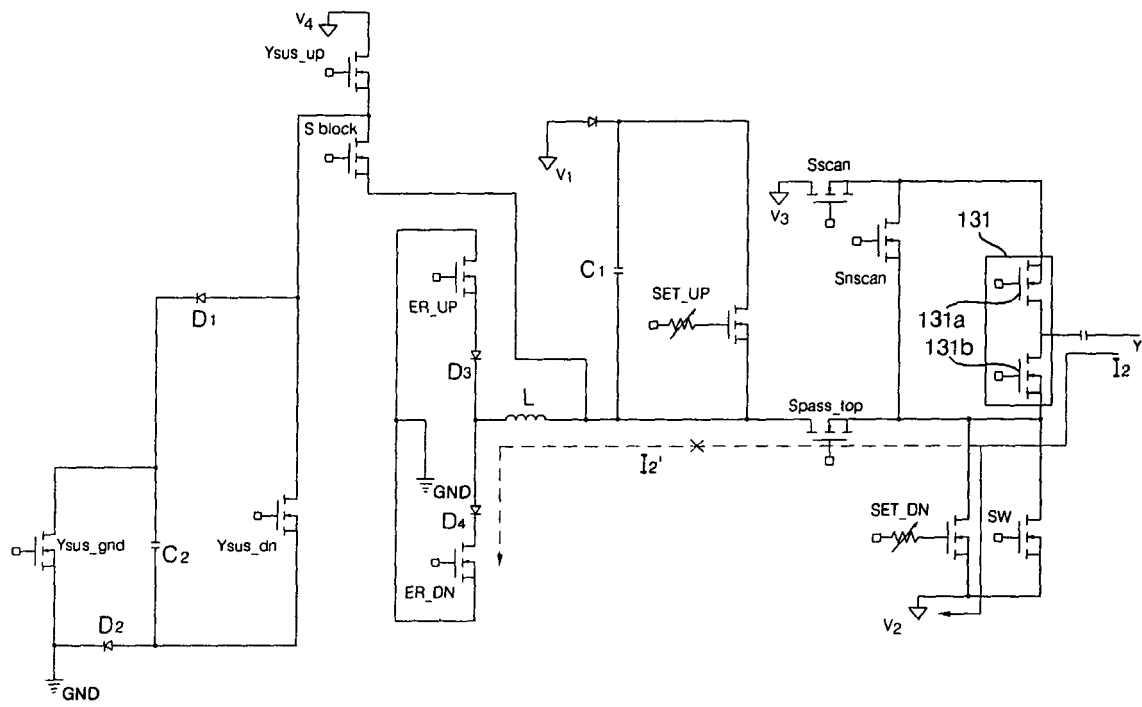 V4
Ysus_up
S block
V1
Sscan
V3
131
Snscan
C1
SET_UP
ER_UP
131a
131b
Y
D1
D3
I2
L
Spass_top
I2'
GND
SET_DN
SW
D4
Ysus_gnd
C2
Ysus_dn
ER_DN
V2
D2
GND